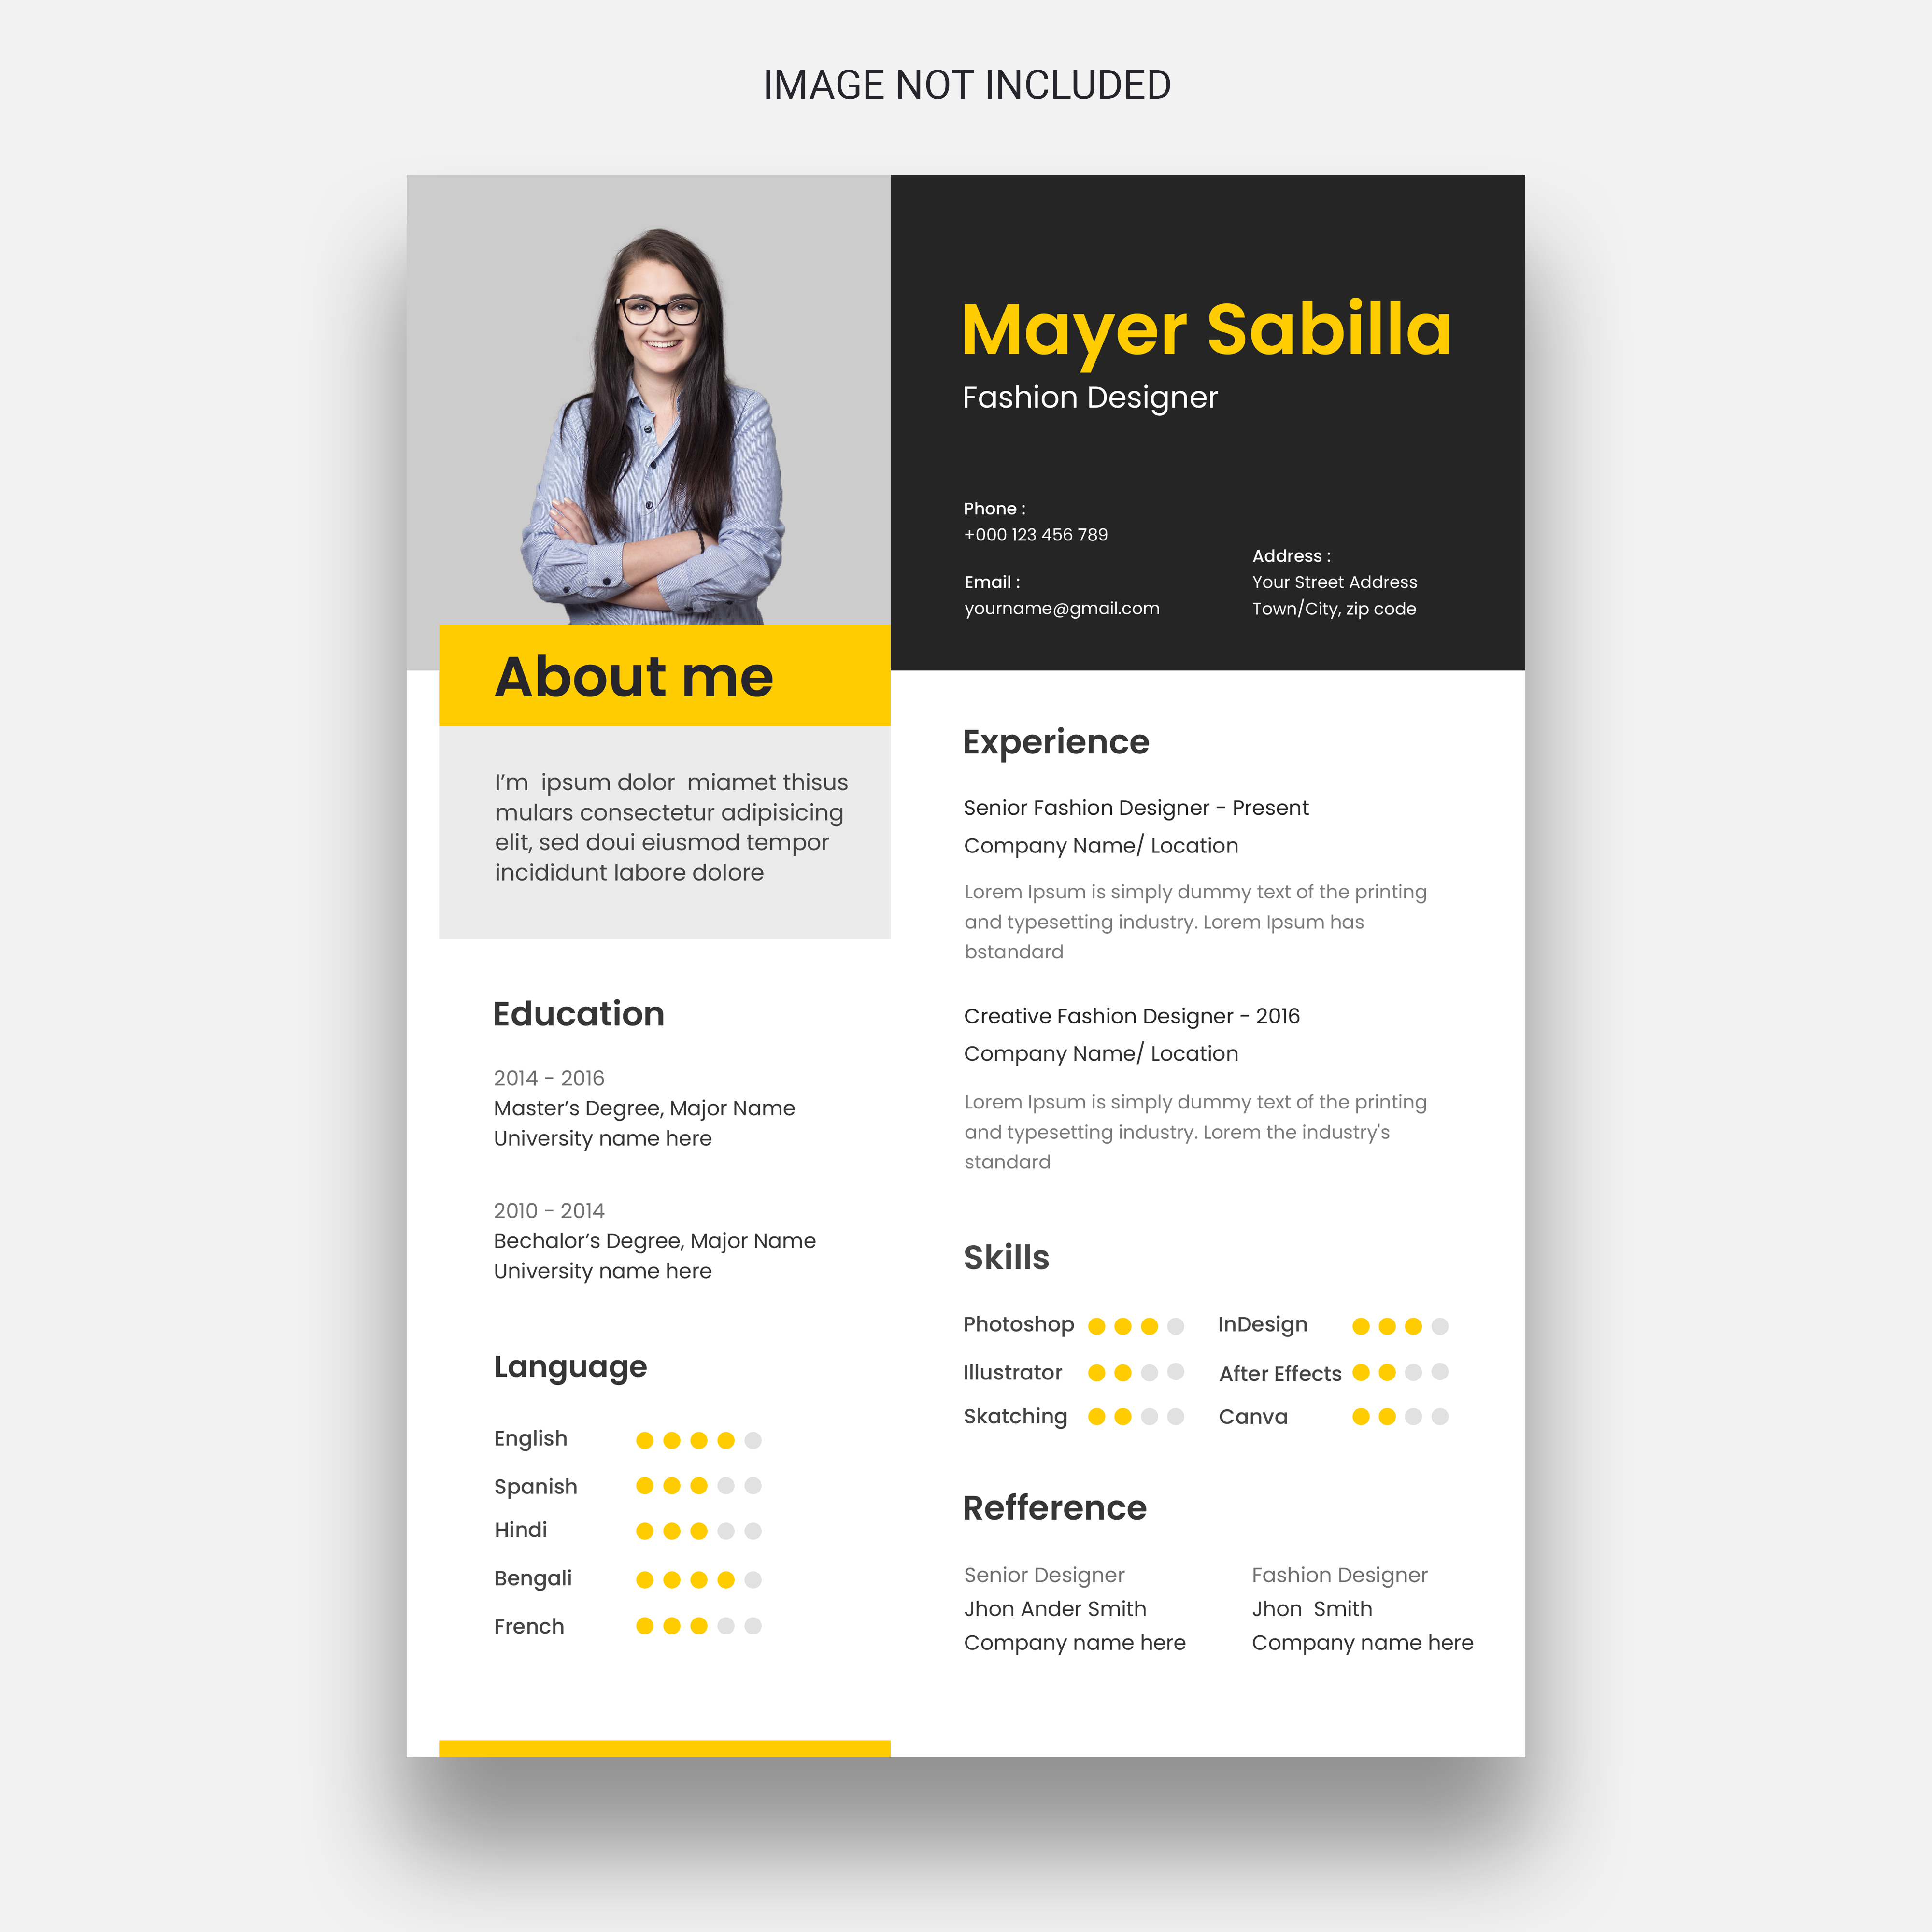 IMAGE NOT INCLUDED
Mayer Sabilla
Fashion Designer
Phone :
+000 123 456 789
Email :
yourname@gmail.com
Address :
Your Street Address
Town/City, zip code
About me
I’m  ipsum dolor  miamet thisus
mulars consectetur adipisicing
elit, sed doui eiusmod tempor
incididunt labore dolore
Education
2014 - 2016
Master’s Degree, Major Name
University name here
2010 - 2014
Bechalor’s Degree, Major Name
University name here
Language
English
Spanish
Hindi
Bengali
French
Experience
Senior Fashion Designer - Present
Company Name/ Location
Lorem Ipsum is simply dummy text of the printing
and typesetting industry. Lorem Ipsum has
bstandard
Creative Fashion Designer - 2016
Company Name/ Location
Lorem Ipsum is simply dummy text of the printing
and typesetting industry. Lorem the industry's
standard
Skills
Photoshop
InDesign
Illustrator
After Effects
Skatching
Canva
Refference
Senior Designer
Jhon Ander Smith
Company name here
Fashion Designer
Jhon  Smith
Company name here